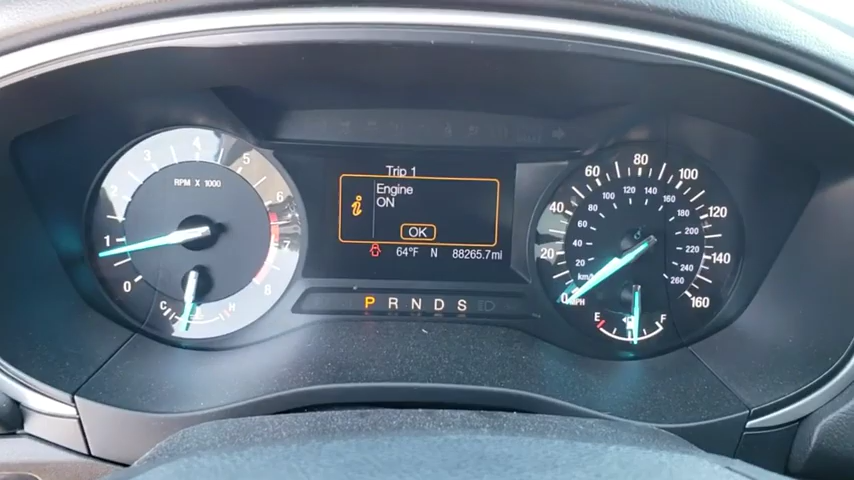 Trip 1
i Engine
ON
OK
64°F N 88265.7mi
P R N D S
RPM X 1000
0 1 2 3 4 5 6 7 8
C H
0 20 40 60 80 100 120 140 160
20 40 60 80 100 120 140 160 180 200 220 240 260
km/h
MPH
E F